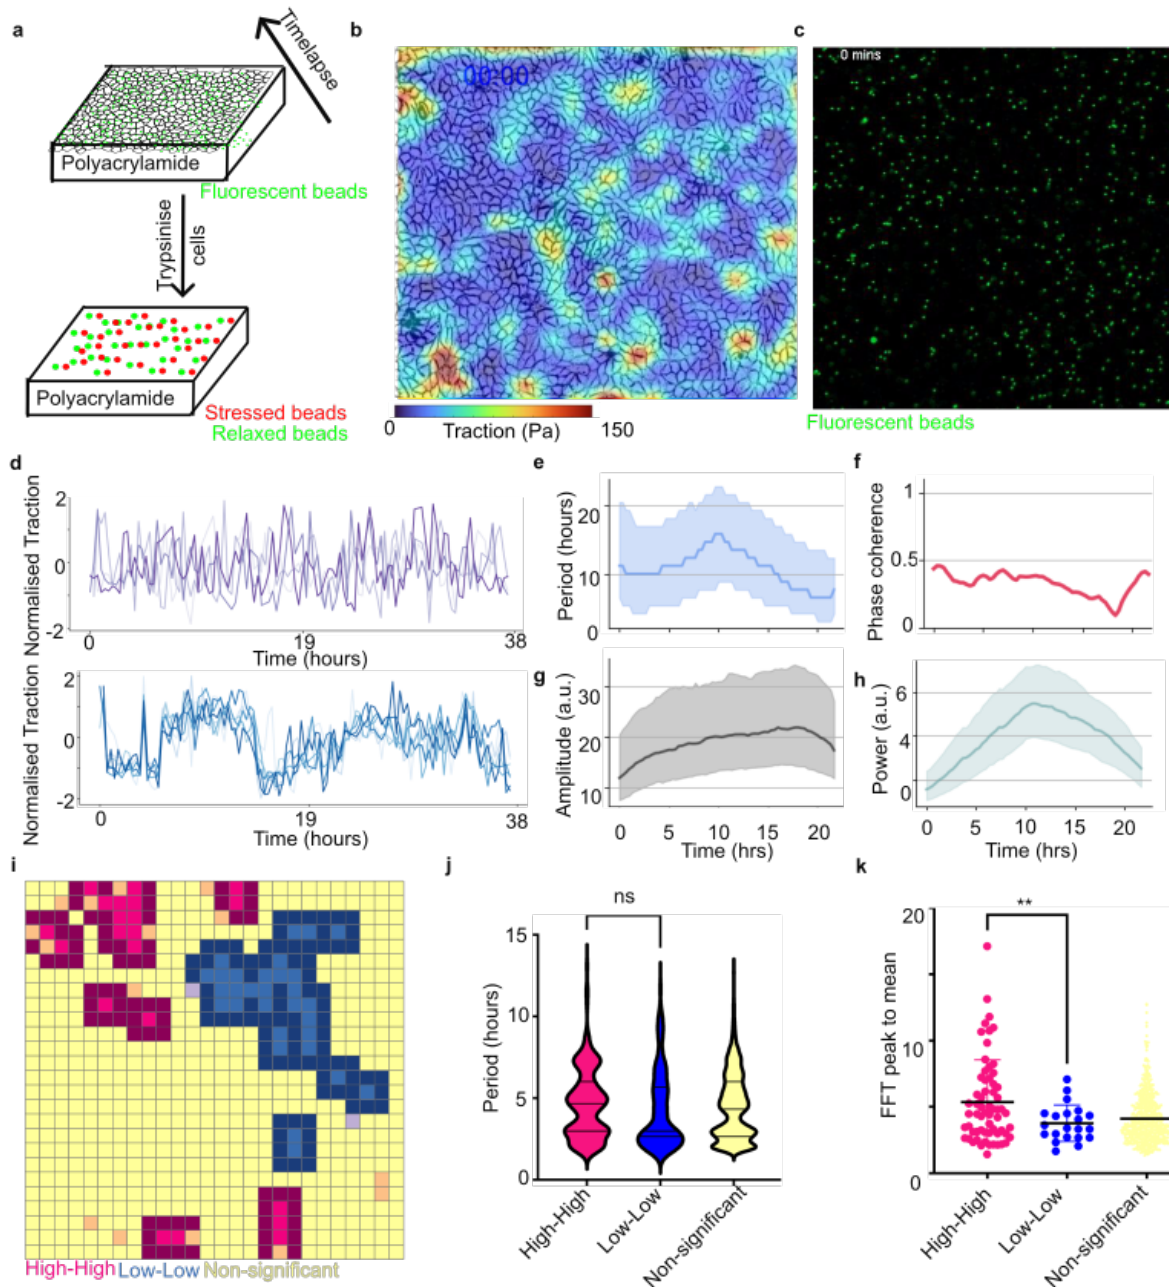 a
Timelapse
Polyacrylamide
Fluorescent beads
Trypsinise
cells
Polyacrylamide
Stressed beads
Relaxed beads
b
00:00
0 Traction (Pa) 150
c
0 mins
Fluorescent beads
d
Normalised Traction
2
0
-2
0 19 38
Time (hours)
Normalised Traction
2
0
-2
0 19 38
Time (hours)
e
Period (hours)
20
10
0
f
Phase coherence
1
0.5
0
g
Amplitude (a.u.)
30
20
10
0 5 10 15 20
Time (hrs)
h
Power (a.u.)
6
4
2
0
0 5 10 15 20
Time (hrs)
i
High-High Low-Low Non-significant
j
ns
Period (hours)
15
10
5
0
High-High
Low-Low
Non-significant
k
**
FFT peak to mean
20
10
0
High-High
Low-Low
Non-significant